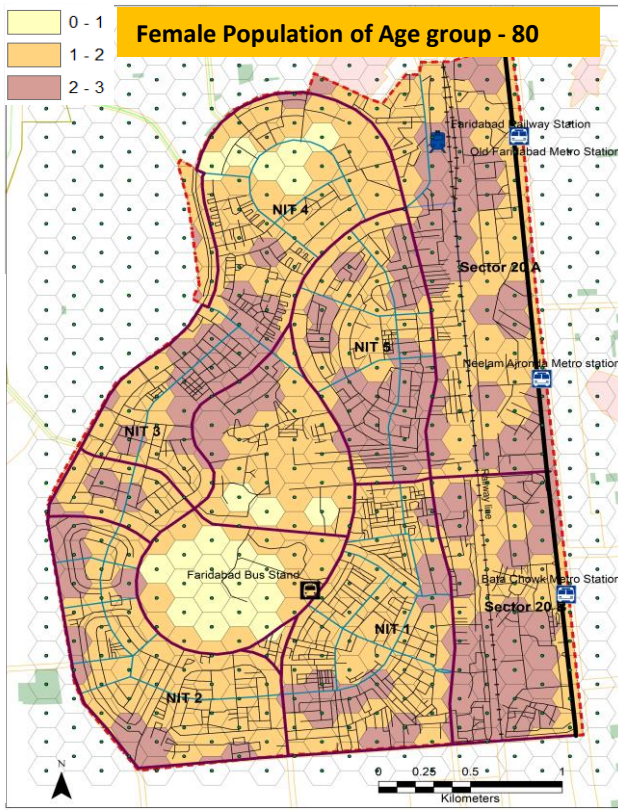 0 - 1
1 - 2
2 - 3
Female Population of Age group - 80
Faridabad Railway Station
Old Faridabad Metro Station
NIT 4
Sector 20 A
NIT 5
Neelam Ajronda Metro station
NIT 3
Railway line
Faridabad Bus Stand
Bata Chowk Metro Station
Sector 20 B
NIT 1
NIT 2
N
0 0.25 0.5 1
Kilometers